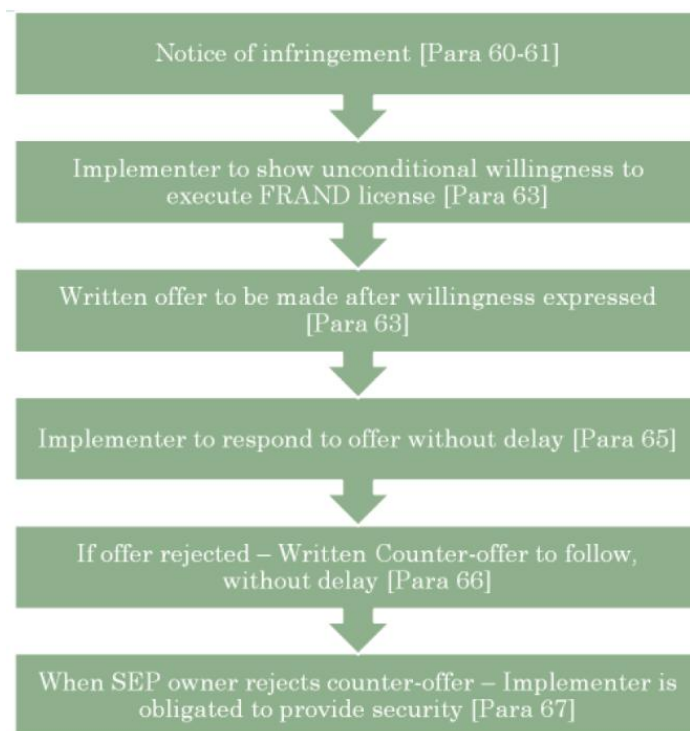 Notice of infringement [Para 60-61]
Implementer to show unconditional willingness to
execute FRAND license [Para 63]
Written offer to be made after willingness expressed
[Para 63]
Implementer to respond to offer without delay [Para 65]
If offer rejected – Written Counter-offer to follow,
without delay [Para 66]
When SEP owner rejects counter-offer – Implementer is
obligated to provide security [Para 67]